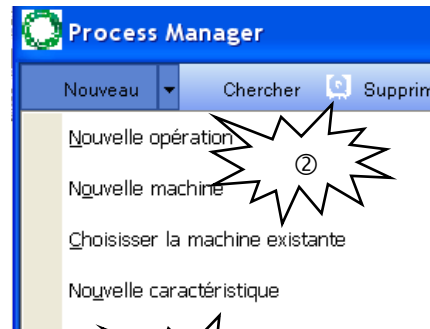 Process Manager
Nouveau Chercher Supprim
Nouvelle opération
②
Nouvelle machine
Choisisser la machine existante
Nouvelle caractéristique